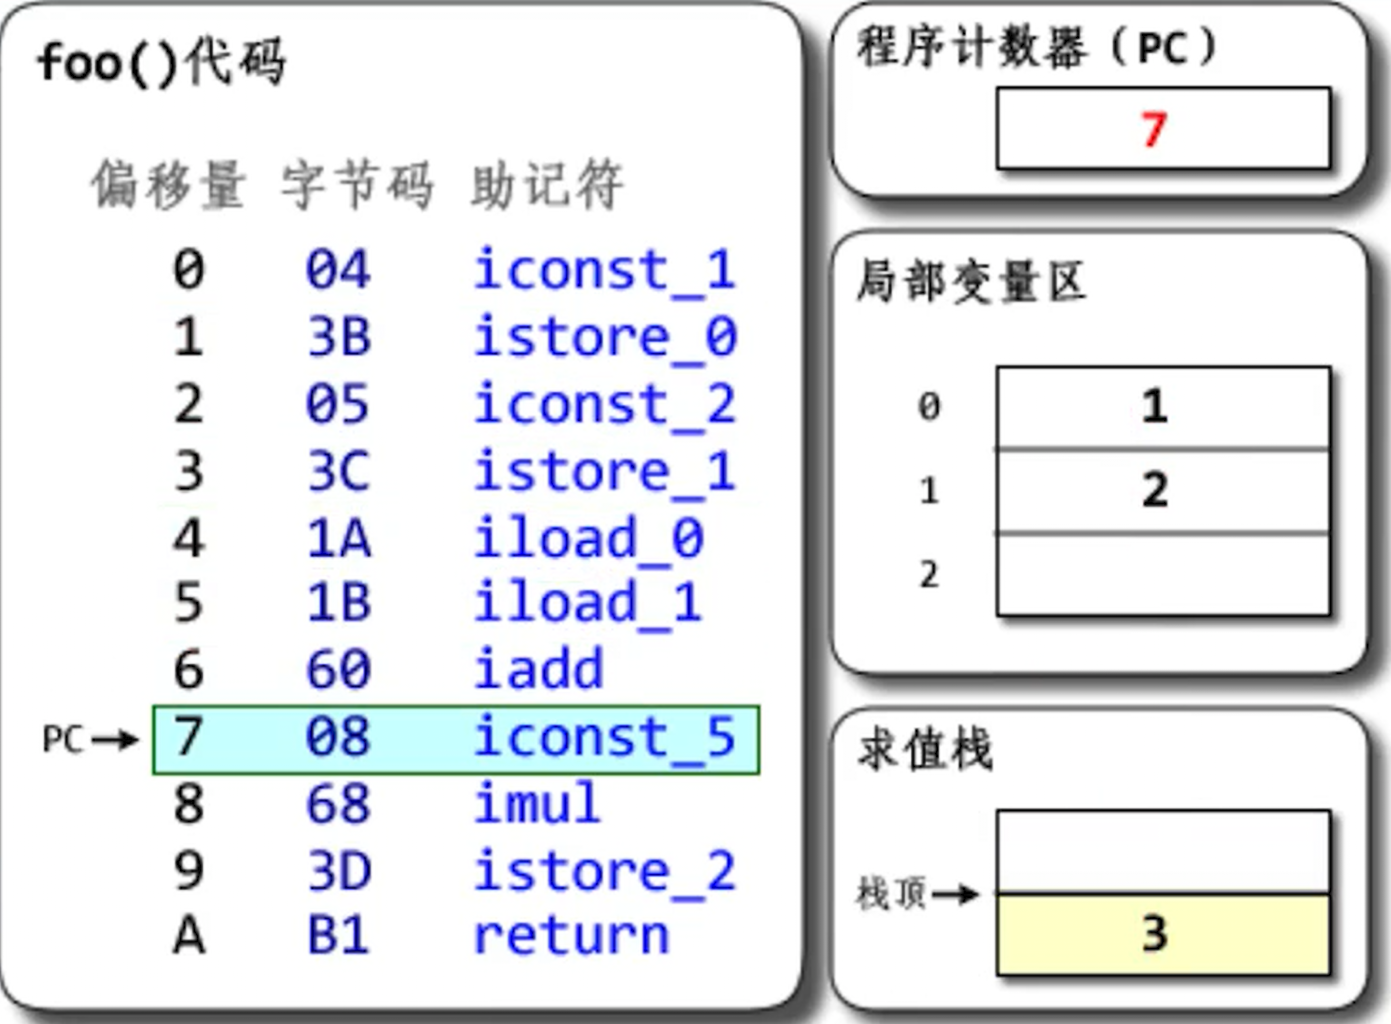 foo()代码
偏移量 字节码 助记符
0 04 iconst_1
1 3B istore_0
2 05 iconst_2
3 3C istore_1
4 1A iload_0
5 1B iload_1
6 60 iadd
PC 7 08 iconst_5
8 68 imul
9 3D istore_2
A B1 return
程序计数器（PC）
7
局部变量区
0 1
1 2
2
求值栈
栈顶
3